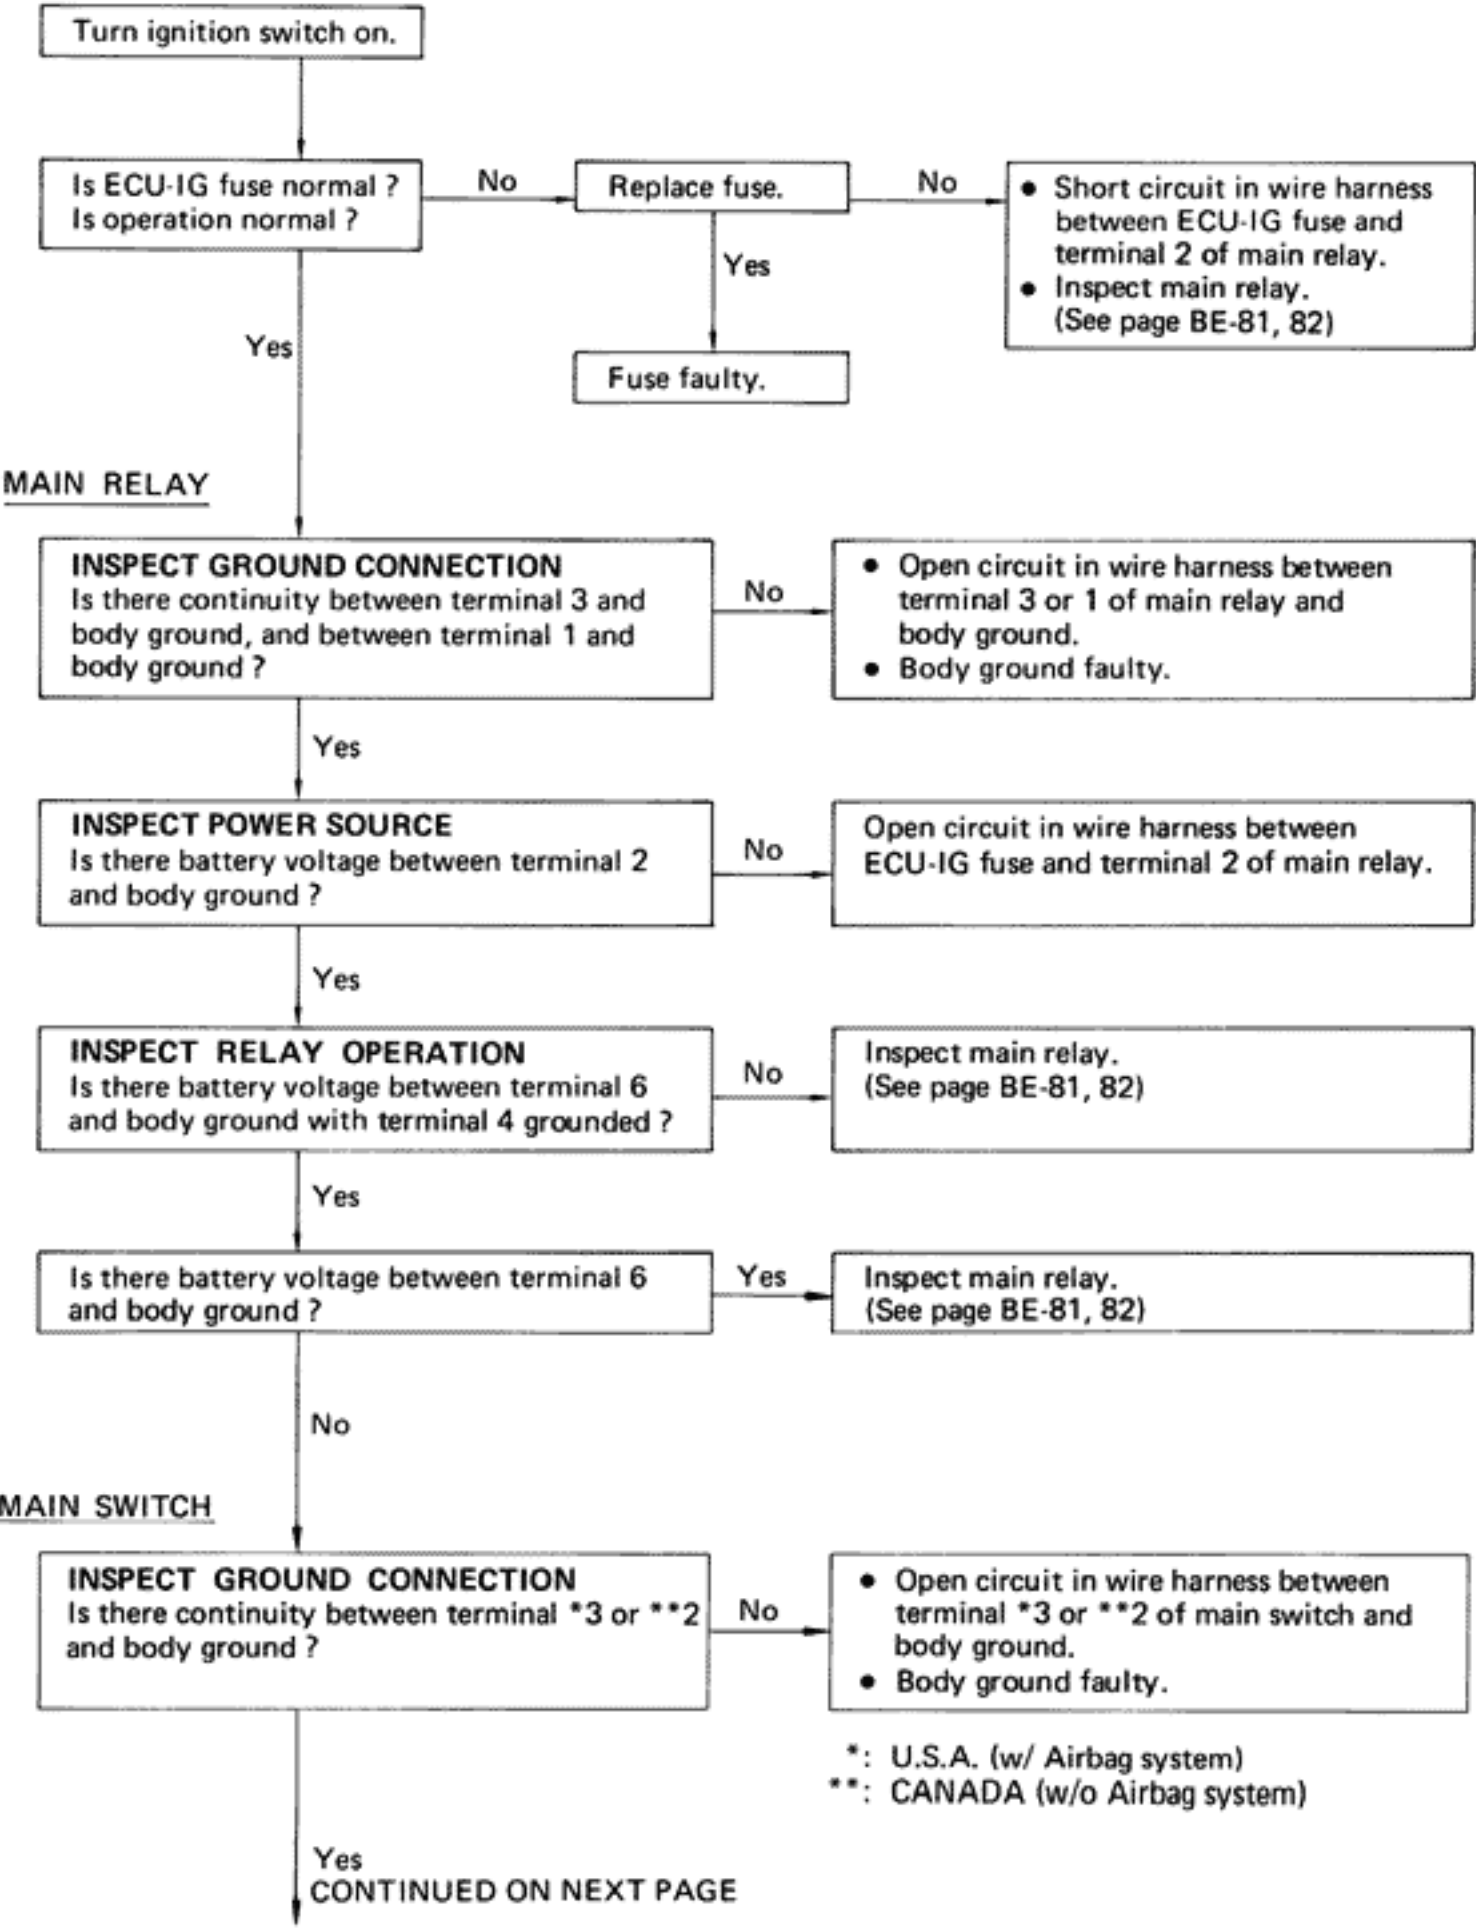 Turn ignition switch on.
Is ECU-IG fuse normal ?
Is operation normal ?
No
Replace fuse.
No
• Short circuit in wire harness
between ECU-IG fuse and
terminal 2 of main relay.
• Inspect main relay.
(See page BE-81, 82)
Yes
Fuse faulty.
Yes
MAIN RELAY
INSPECT GROUND CONNECTION
Is there continuity between terminal 3 and
body ground, and between terminal 1 and
body ground ?
No
• Open circuit in wire harness between
terminal 3 or 1 of main relay and
body ground.
• Body ground faulty.
Yes
INSPECT POWER SOURCE
Is there battery voltage between terminal 2
and body ground ?
No
Open circuit in wire harness between
ECU-IG fuse and terminal 2 of main relay.
Yes
INSPECT RELAY OPERATION
Is there battery voltage between terminal 6
and body ground with terminal 4 grounded ?
No
Inspect main relay.
(See page BE-81, 82)
Yes
Is there battery voltage between terminal 6
and body ground ?
Yes
Inspect main relay.
(See page BE-81, 82)
No
MAIN SWITCH
INSPECT GROUND CONNECTION
Is there continuity between terminal *3 or **2
and body ground ?
No
• Open circuit in wire harness between
terminal *3 or **2 of main switch and
body ground.
• Body ground faulty.
*: U.S.A. (w/ Airbag system)
**: CANADA (w/o Airbag system)
Yes
CONTINUED ON NEXT PAGE